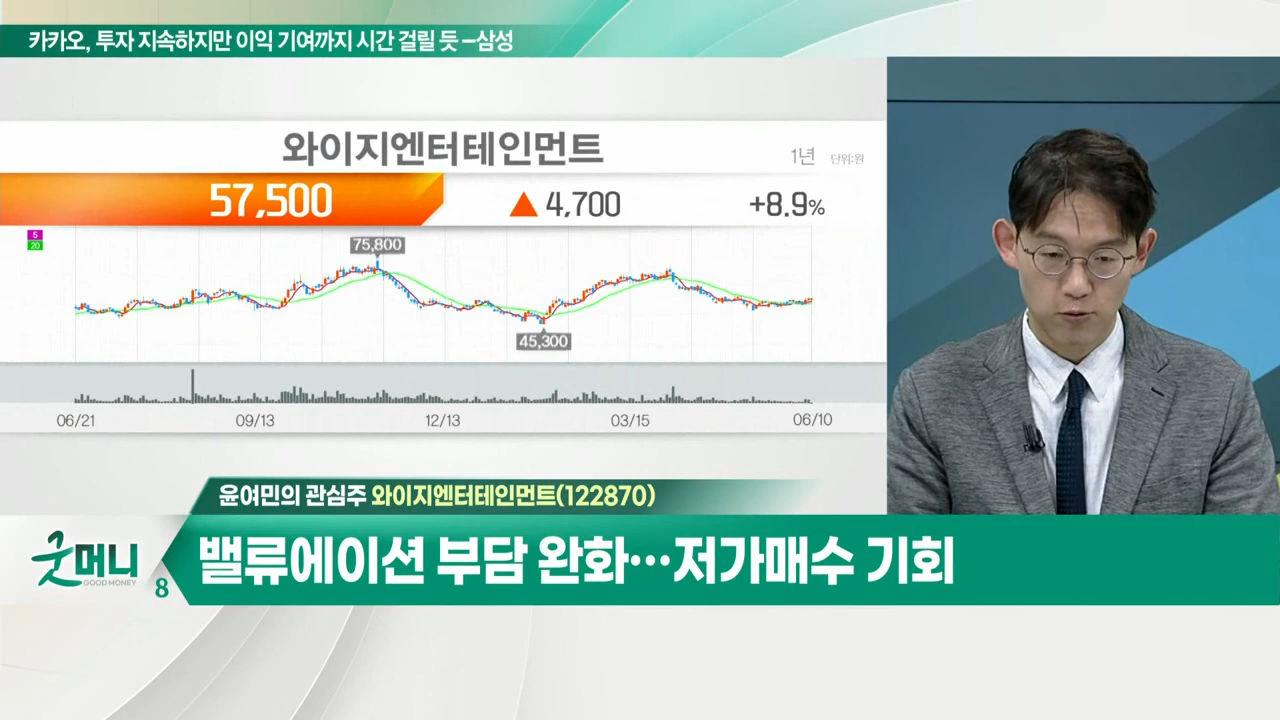 카카오, 투자 지속하지만 이익 기여까지 시간 걸릴 듯 -삼성
와이지엔터테인먼트
1년 단위:원
57,500 ▲ 4,700 +8.9%
5
20
75,800
45,300
06/21 09/13 12/13 03/15 06/10
윤여민의 관심주 와이지엔터테인먼트(122870)
굿머니
GOOD MONEY
8
밸류에이션 부담 완화…저가매수 기회